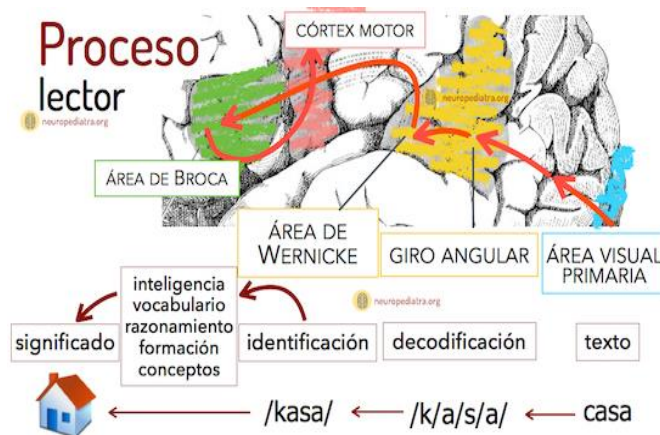 Proceso
lector
neuropediatra.org
CÓRTEX MOTOR
neuropediatra.org
ÁREA DE BROCA
ÁREA DE
WERNICKE
GIRO ANGULAR
ÁREA VISUAL
PRIMARIA
neuropediatra.org
significado
inteligencia
vocabulario
razonamiento
formación
conceptos
identificación
decodificación
texto
/kasa/
/k/a/s/a/
casa